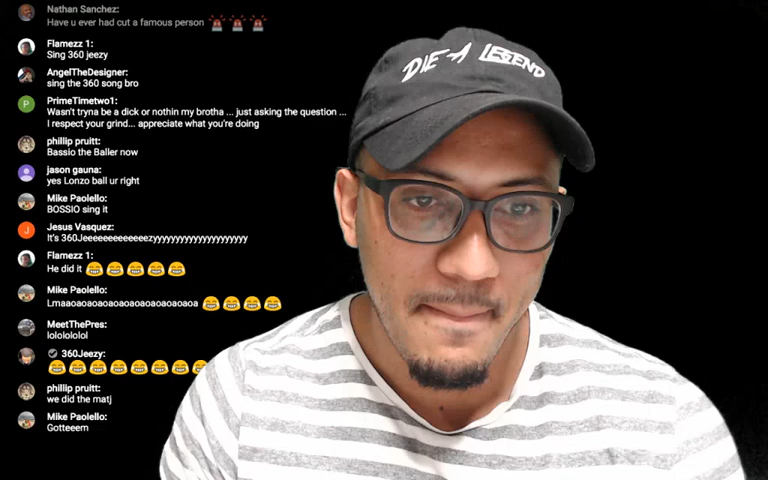 Nathan Sanchez:
Have u ever had cut a famous person
Flamezz 1:
Sing 360 jeezy
AngelTheDesigner:
sing the 360 song bro
PrimeTimetwo1:
Wasn't tryna be a dick or nothin my brotha ... just asking the question ...
I respect your grind... appreciate what you're doing
phillip pruitt:
Bassio the Baller now
jason gauna:
yes Lonzo ball ur right
Mike Paolello:
BOSSIO sing it
Jesus Vasquez:
It's 360Jeeeeeeeeeeeeezyyyyyyyyyyyyyyyyyyyyy
Flamezz 1:
He did it 😂😂😂😂😂
Mike Paolello:
Lmaaoaoaoaoaoaoaoaoaoaoaoaoa 😂😂😂😂
MeetThePres:
lolololololol
360Jeezy:
phillip pruitt:
we did the matj
Mike Paolello:
Gotteeem
P
J
DIE A LEGEND